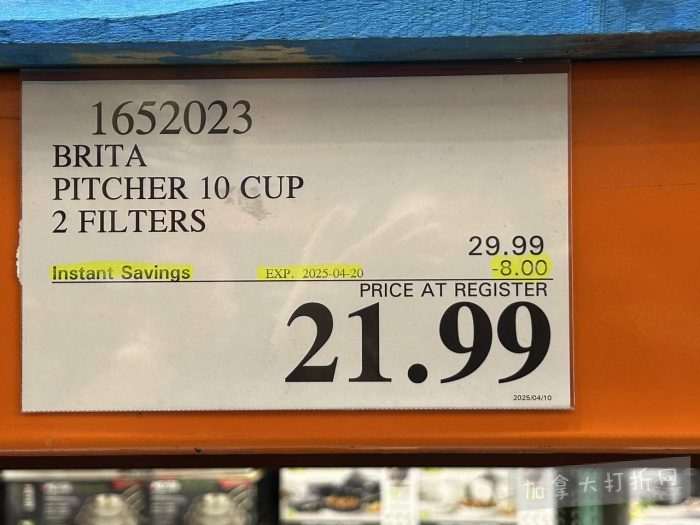 1652023
BRITA
PITCHER 10 CUP
2 FILTERS
29.99
Instant Savings EXP. 2025-04-20 -8.00
PRICE AT REGISTER
21.99
2025/04/10
加拿大打折网